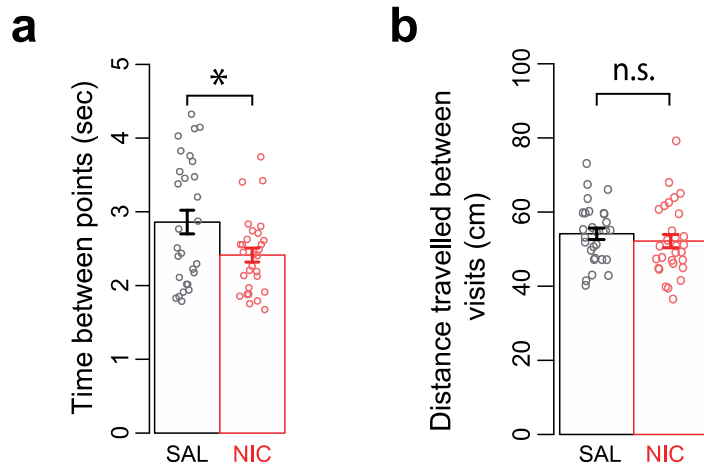 a
Time between points (sec)
5
4
3
2
1
0
*
SAL
NIC
b
Distance travelled between
visits (cm)
100
80
60
40
20
0
n.s.
SAL
NIC